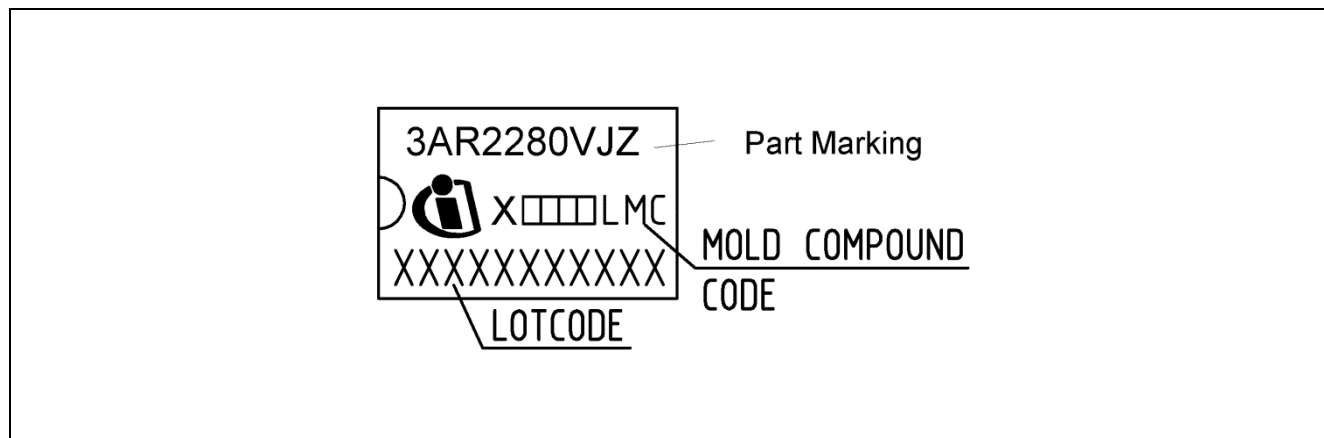 3AR2280VJZ Part Marking
X□□□□LMC
XXXXXXXXXXX
MOLD COMPOUND
CODE
LOTCODE